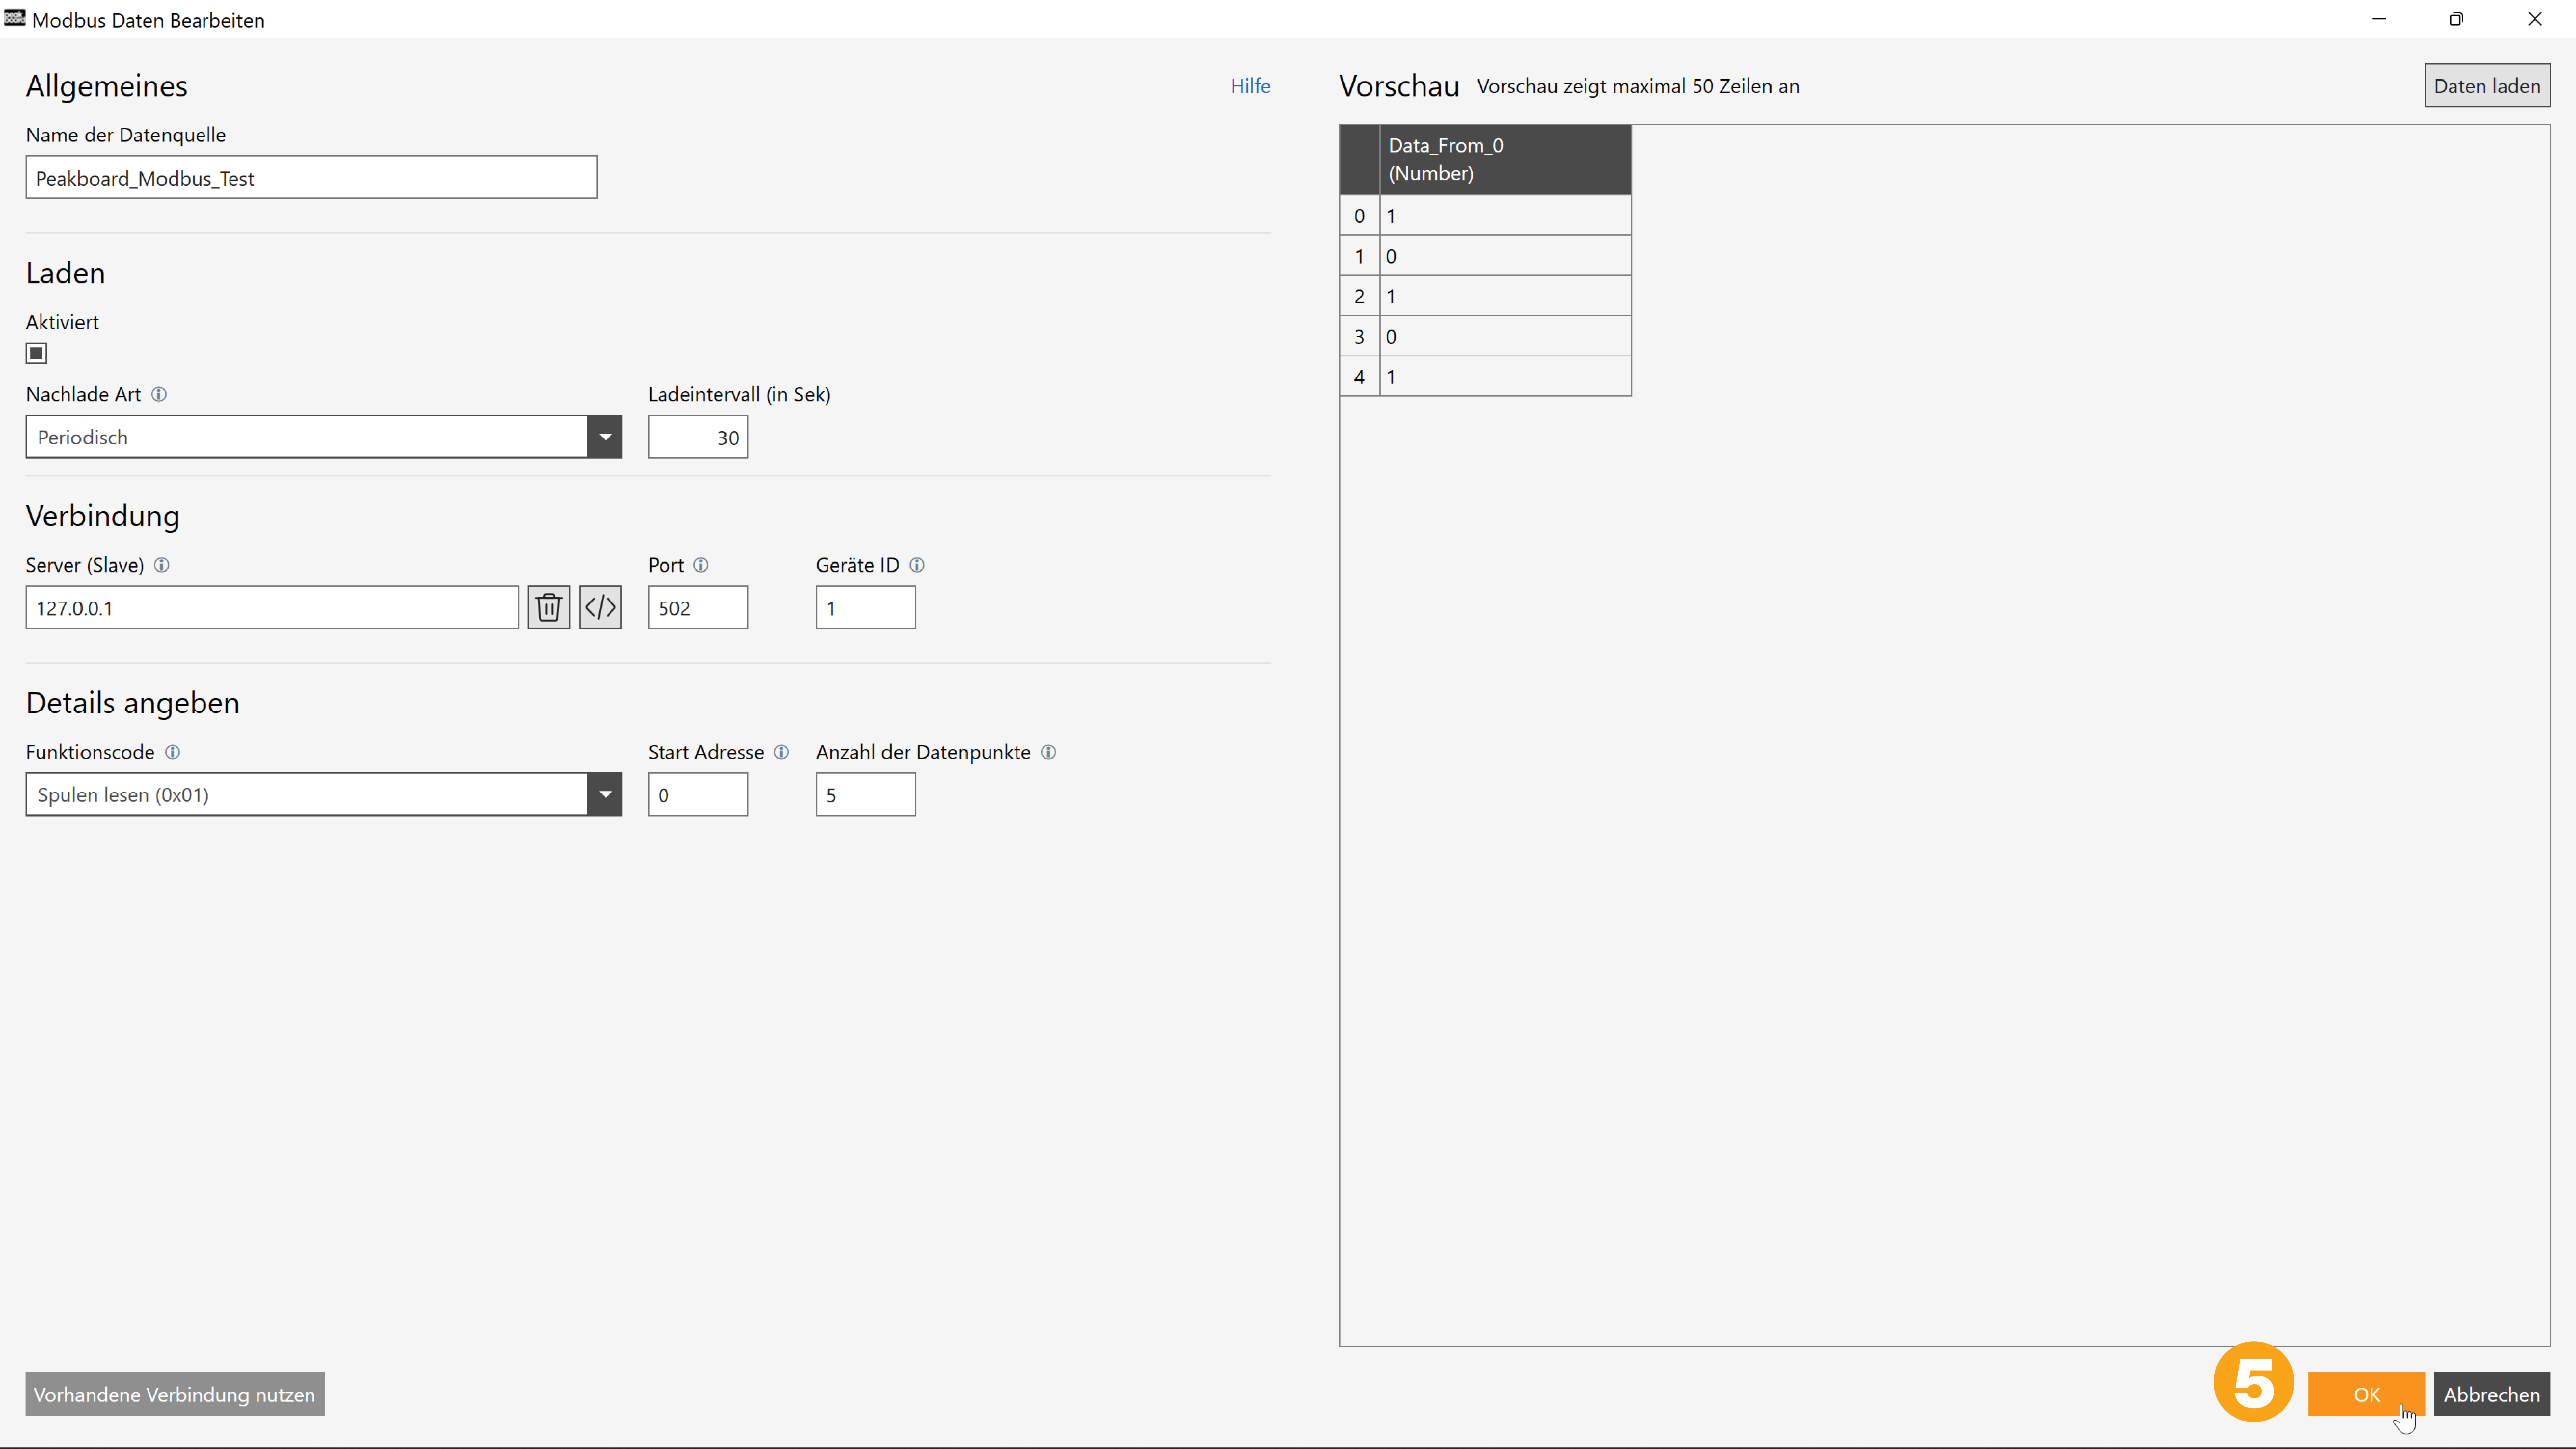 Modbus Daten Bearbeiten
Allgemeines
Hilfe
Name der Datenquelle
Peakboard_Modbus_Test
Laden
Aktiviert
Nachlade Art
Ladeintervall (in Sek)
Periodisch
30
Verbindung
Server (Slave)
Port
Geräte ID
127.0.0.1
502
1
Details angeben
Funktionscode
Start Adresse
Anzahl der Datenpunkte
Spulen lesen (0x01)
0
5
Vorhandene Verbindung nutzen
Vorschau Vorschau zeigt maximal 50 Zeilen an
Daten laden
Data_From_0
(Number)
0 1
1 0
2 1
3 0
4 1
5
OK
Abbrechen